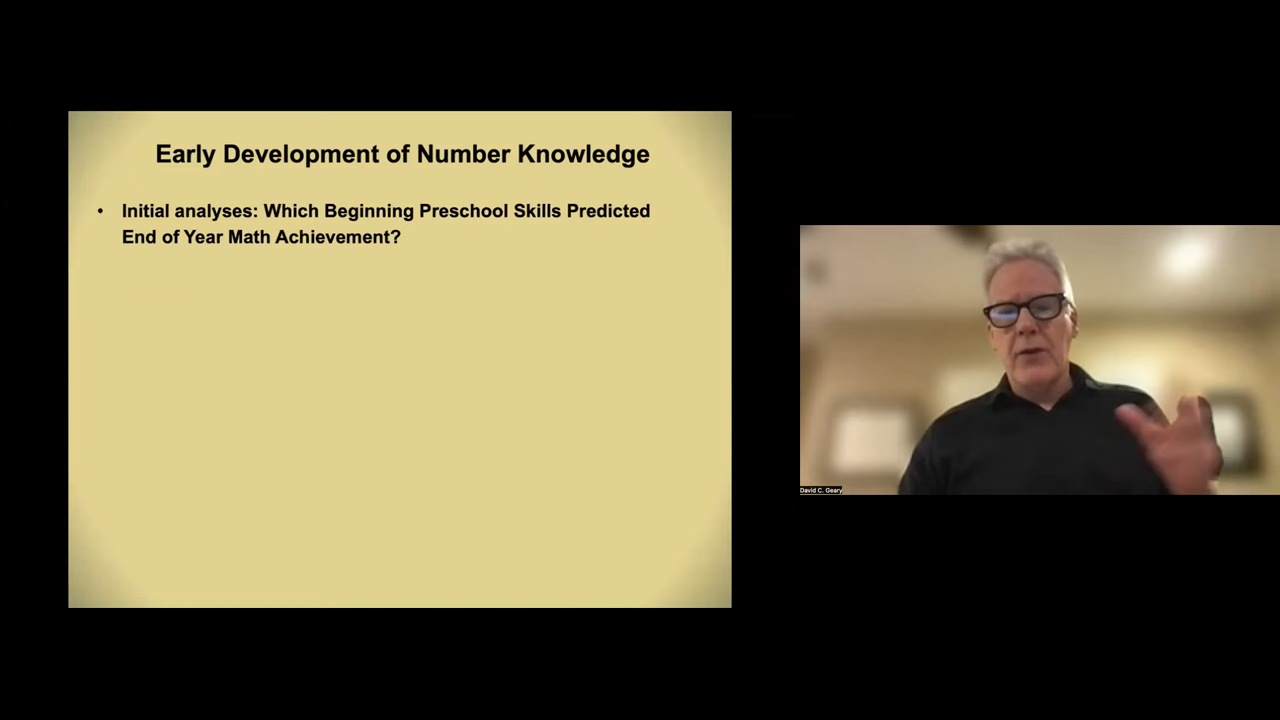 Early Development of Number Knowledge
• Initial analyses: Which Beginning Preschool Skills Predicted
End of Year Math Achievement?
David C. Geary